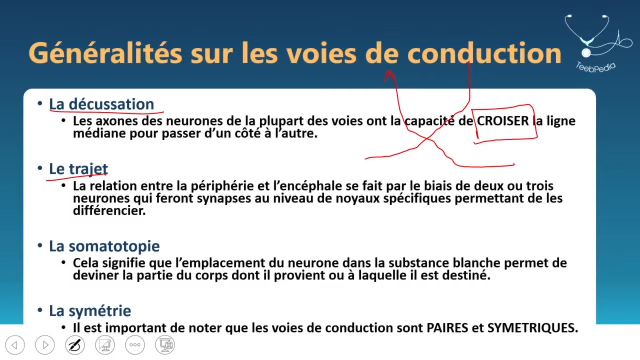 Généralités sur les voies de conduction
TeebPedia
• La décussation
• Les axones des neurones de la plupart des voies ont la capacité de CROISER la ligne
médiane pour passer d'un côté à l'autre.
• Le trajet
• La relation entre la périphérie et l'encéphale se fait par le biais de deux ou trois
neurones qui feront synapses au niveau de noyaux spécifiques permettant de les
différencier.
• La somatotopie
• Cela signifie que l'emplacement du neurone dans la substance blanche permet de
deviner la partie du corps dont il provient ou à laquelle il est destiné.
• La symétrie
• Il est important de noter que les voies de conduction sont PAIRES et SYMETRIQUES.